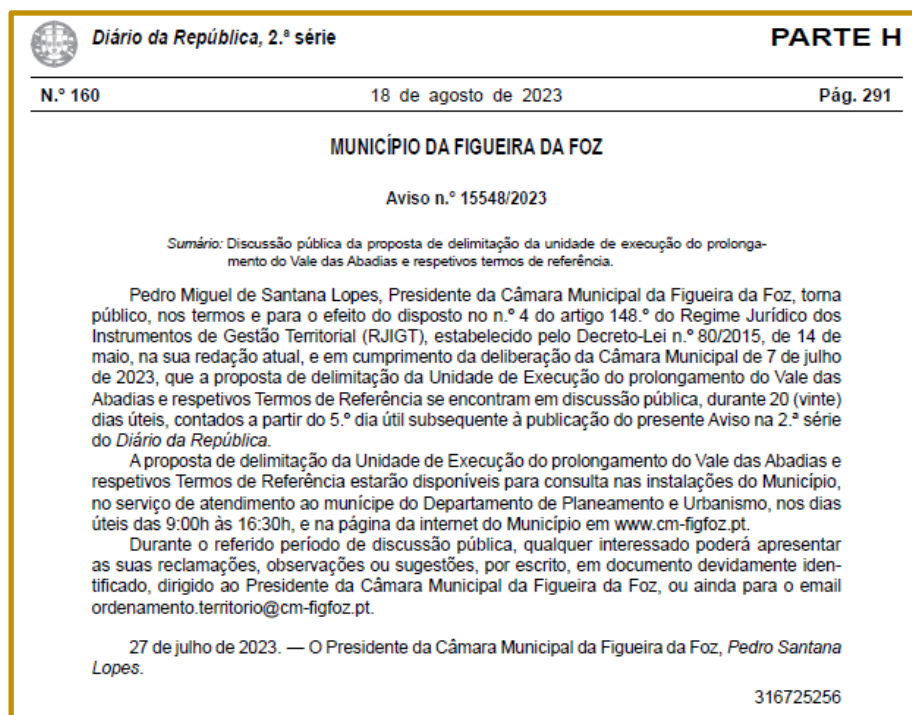 Diário da República, 2.ª série
PARTE H
N.º 160
18 de agosto de 2023
Pág. 291
MUNICÍPIO DA FIGUEIRA DA FOZ
Aviso n.º 15548/2023
Sumário: Discussão pública da proposta de delimitação da unidade de execução do prolonga-
mento do Vale das Abadias e respetivos termos de referência.
Pedro Miguel de Santana Lopes, Presidente da Câmara Municipal da Figueira da Foz, torna
público, nos termos e para o efeito do disposto no n.º 4 do artigo 148.º do Regime Jurídico dos
Instrumentos de Gestão Territorial (RJIGT), estabelecido pelo Decreto-Lei n.º 80/2015, de 14 de
maio, na sua redação atual, e em cumprimento da deliberação da Câmara Municipal de 7 de julho
de 2023, que a proposta de delimitação da Unidade de Execução do prolongamento do Vale das
Abadias e respetivos Termos de Referência se encontram em discussão pública, durante 20 (vinte)
dias úteis, contados a partir do 5.º dia útil subsequente à publicação do presente Aviso na 2.ª série
do Diário da República.
A proposta de delimitação da Unidade de Execução do prolongamento do Vale das Abadias e
respetivos Termos de Referência estarão disponíveis para consulta nas instalações do Município,
no serviço de atendimento ao munícipe do Departamento de Planeamento e Urbanismo, nos dias
úteis das 9:00h às 16:30h, e na página da internet do Município em www.cm-figfoz.pt.
Durante o referido período de discussão pública, qualquer interessado poderá apresentar
as suas reclamações, observações ou sugestões, por escrito, em documento devidamente iden-
tificado, dirigido ao Presidente da Câmara Municipal da Figueira da Foz, ou ainda para o email
ordenamento.territorio@cm-figfoz.pt.
27 de julho de 2023. — O Presidente da Câmara Municipal da Figueira da Foz, Pedro Santana
Lopes.
316725256